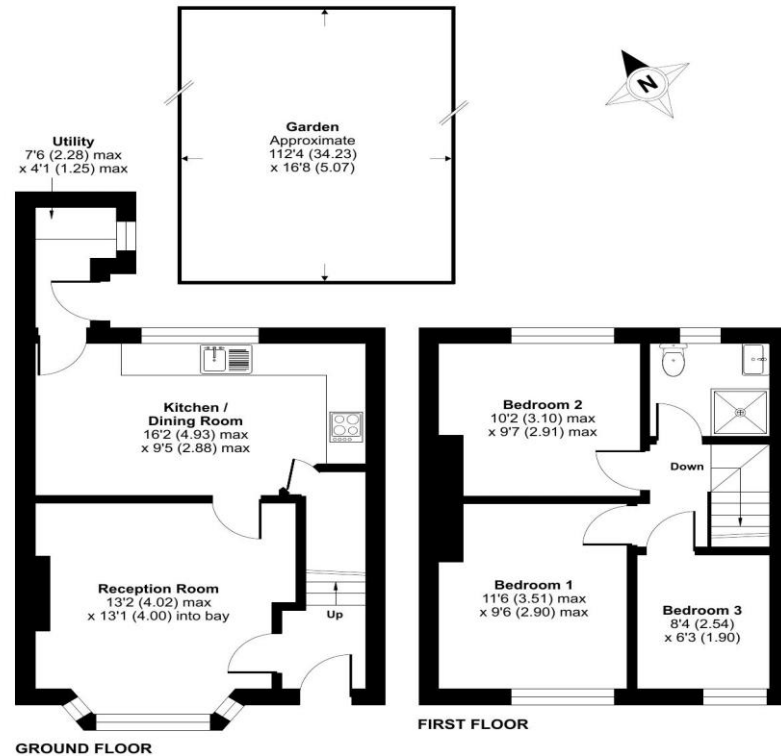 Garden
Approximate
112'4 (34.23)
x 16'8 (5.07)
N
Utility
7'6 (2.28) max
x 4'1 (1.25) max
Kitchen /
Dining Room
16'2 (4.93) max
x 9'5 (2.88) max
Reception Room
13'2 (4.02) max
x 13'1 (4.00) into bay
Up
GROUND FLOOR
Bedroom 2
10'2 (3.10) max
x 9'7 (2.91) max
Down
Bedroom 1
11'6 (3.51) max
x 9'6 (2.90) max
Bedroom 3
8'4 (2.54)
x 6'3 (1.90)
FIRST FLOOR